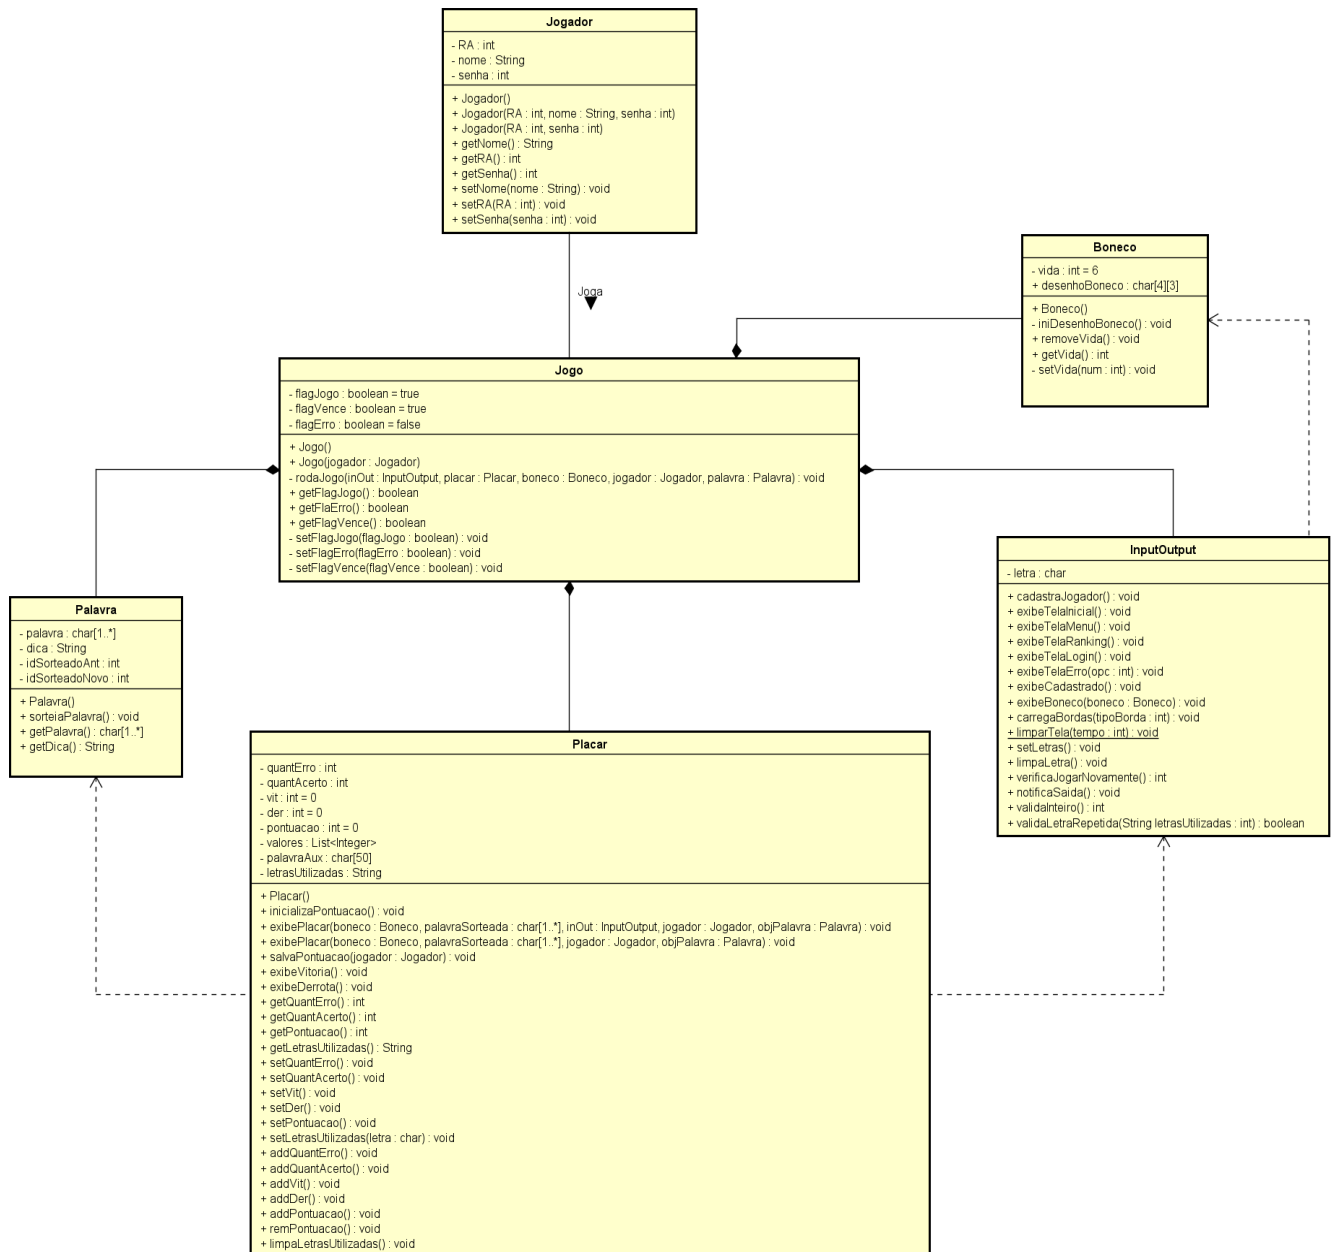 Jogador
- RA : int
- nome : String
- senha : int
+ Jogador()
+ Jogador(RA : int, nome : String, senha : int)
+ Jogador(RA : int, senha : int)
+ getNome() : String
+ getRA() : int
+ getSenha() : int
+ setNome(nome : String) : void
+ setRA(RA : int) : void
+ setSenha(senha : int) : void
Joga
Boneco
- vida : int = 6
+ desenhoBoneco : char[4][3]
+ Boneco()
- iniDesenhoBoneco() : void
+ removeVida() : void
+ getVida() : int
- setVida(num : int) : void
Jogo
- flagJogo : boolean = true
- flagVence : boolean = true
- flagErro : boolean = false
+ Jogo()
+ Jogo(jogador : Jogador)
- rodaJogo(inOut : InputOutput, placar : Placar, boneco : Boneco, jogador : Jogador, palavra : Palavra) : void
+ getFlagJogo() : boolean
+ getFlaErro() : boolean
+ getFlagVence() : boolean
- setFlagJogo(flagJogo : boolean) : void
- setFlagErro(flagErro : boolean) : void
- setFlagVence(flagVence : boolean) : void
InputOutput
- letra : char
+ cadastraJogador() : void
+ exibeTelaInicial() : void
+ exibeTelaMenu() : void
+ exibeTelaRanking() : void
+ exibeTelaLogin() : void
+ exibeTelaErro(opc : int) : void
+ exibeCadastrado() : void
+ exibeBoneco(boneco : Boneco) : void
+ carregaBordas(tipoBorda : int) : void
+ limparTela(tempo : int) : void
+ setLetras() : void
+ limpaLetra() : void
+ verificaJogarNovamente() : int
+ notificaSaida() : void
+ validaInteiro() : int
+ validaLetraRepetida(String letrasUtilizadas : int) : boolean
Palavra
- palavra : char[1..*]
- dica : String
- idSorteadoAnt : int
- idSorteadoNovo : int
+ Palavra()
+ sorteiaPalavra() : void
+ getPalavra() : char[1..*]
+ getDica() : String
Placar
- quantErro : int
- quantAcerto : int
- vit : int = 0
- der : int = 0
- pontuacao : int = 0
- valores : List<Integer>
- palavraAux : char[50]
- letrasUtilizadas : String
+ Placar()
+ inicializaPontuacao() : void
+ exibePlacar(boneco : Boneco, palavraSorteada : char[1..*], inOut : InputOutput, jogador : Jogador, objPalavra : Palavra) : void
+ exibePlacar(boneco : Boneco, palavraSorteada : char[1..*], jogador : Jogador, objPalavra : Palavra) : void
+ salvaPontuacao(jogador : Jogador) : void
+ exibeVitoria() : void
+ exibeDerrota() : void
+ getQuantErro() : int
+ getQuantAcerto() : int
+ getPontuacao() : int
+ getLetrasUtilizadas() : String
+ setQuantErro() : void
+ setQuantAcerto() : void
+ setVit() : void
+ setDer() : void
+ setPontuacao() : void
+ setLetrasUtilizadas(letra : char) : void
+ addQuantErro() : void
+ addQuantAcerto() : void
+ addVit() : void
+ addDer() : void
+ addPontuacao() : void
+ remPontuacao() : void
+ limpaLetrasUtilizadas() : void